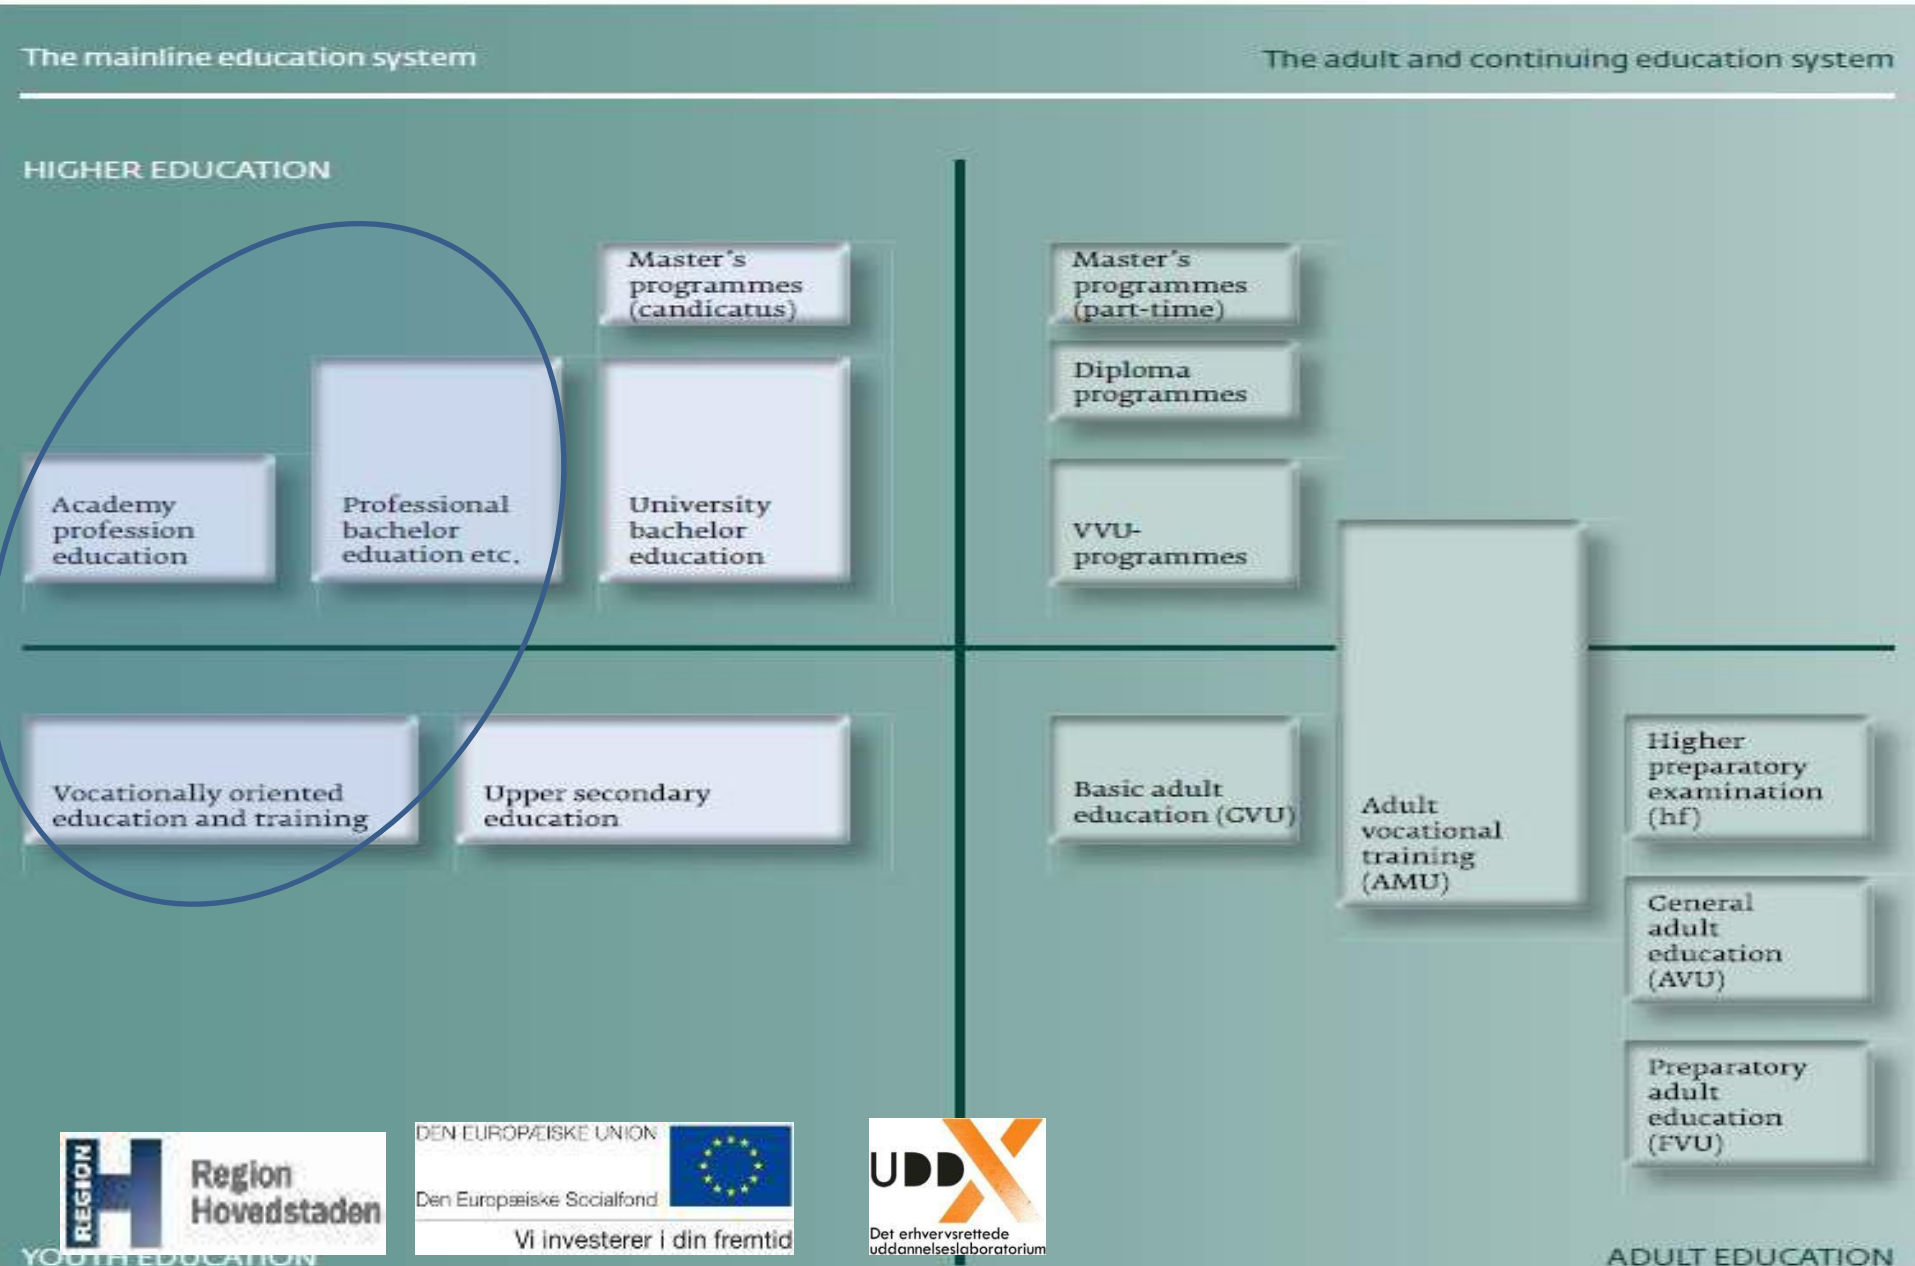 The mainline education system
The adult and continuing education system
HIGHER EDUCATION
Master's
programmes
(candicatus)
Master's
programmes
(part-time)
Diploma
programmes
Academy
profession
education
Professional
bachelor
eduation etc.
University
bachelor
education
VVU-
programmes
Vocationally oriented
education and training
Upper secondary
education
Basic adult
education (GVU)
Adult
vocational
training
(AMU)
Higher
preparatory
examination
(hf)
General
adult
education
(AVU)
Preparatory
adult
education
(FVU)
REGION
H
Region
Hovedstaden
DEN EUROPÆISKE UNION
Den Europæiske Socialfond
Vi investerer i din fremtid
UDDX
Det erhvervsrettede
uddannelseslaboratorium
YOUTH EDUCATION
ADULT EDUCATION